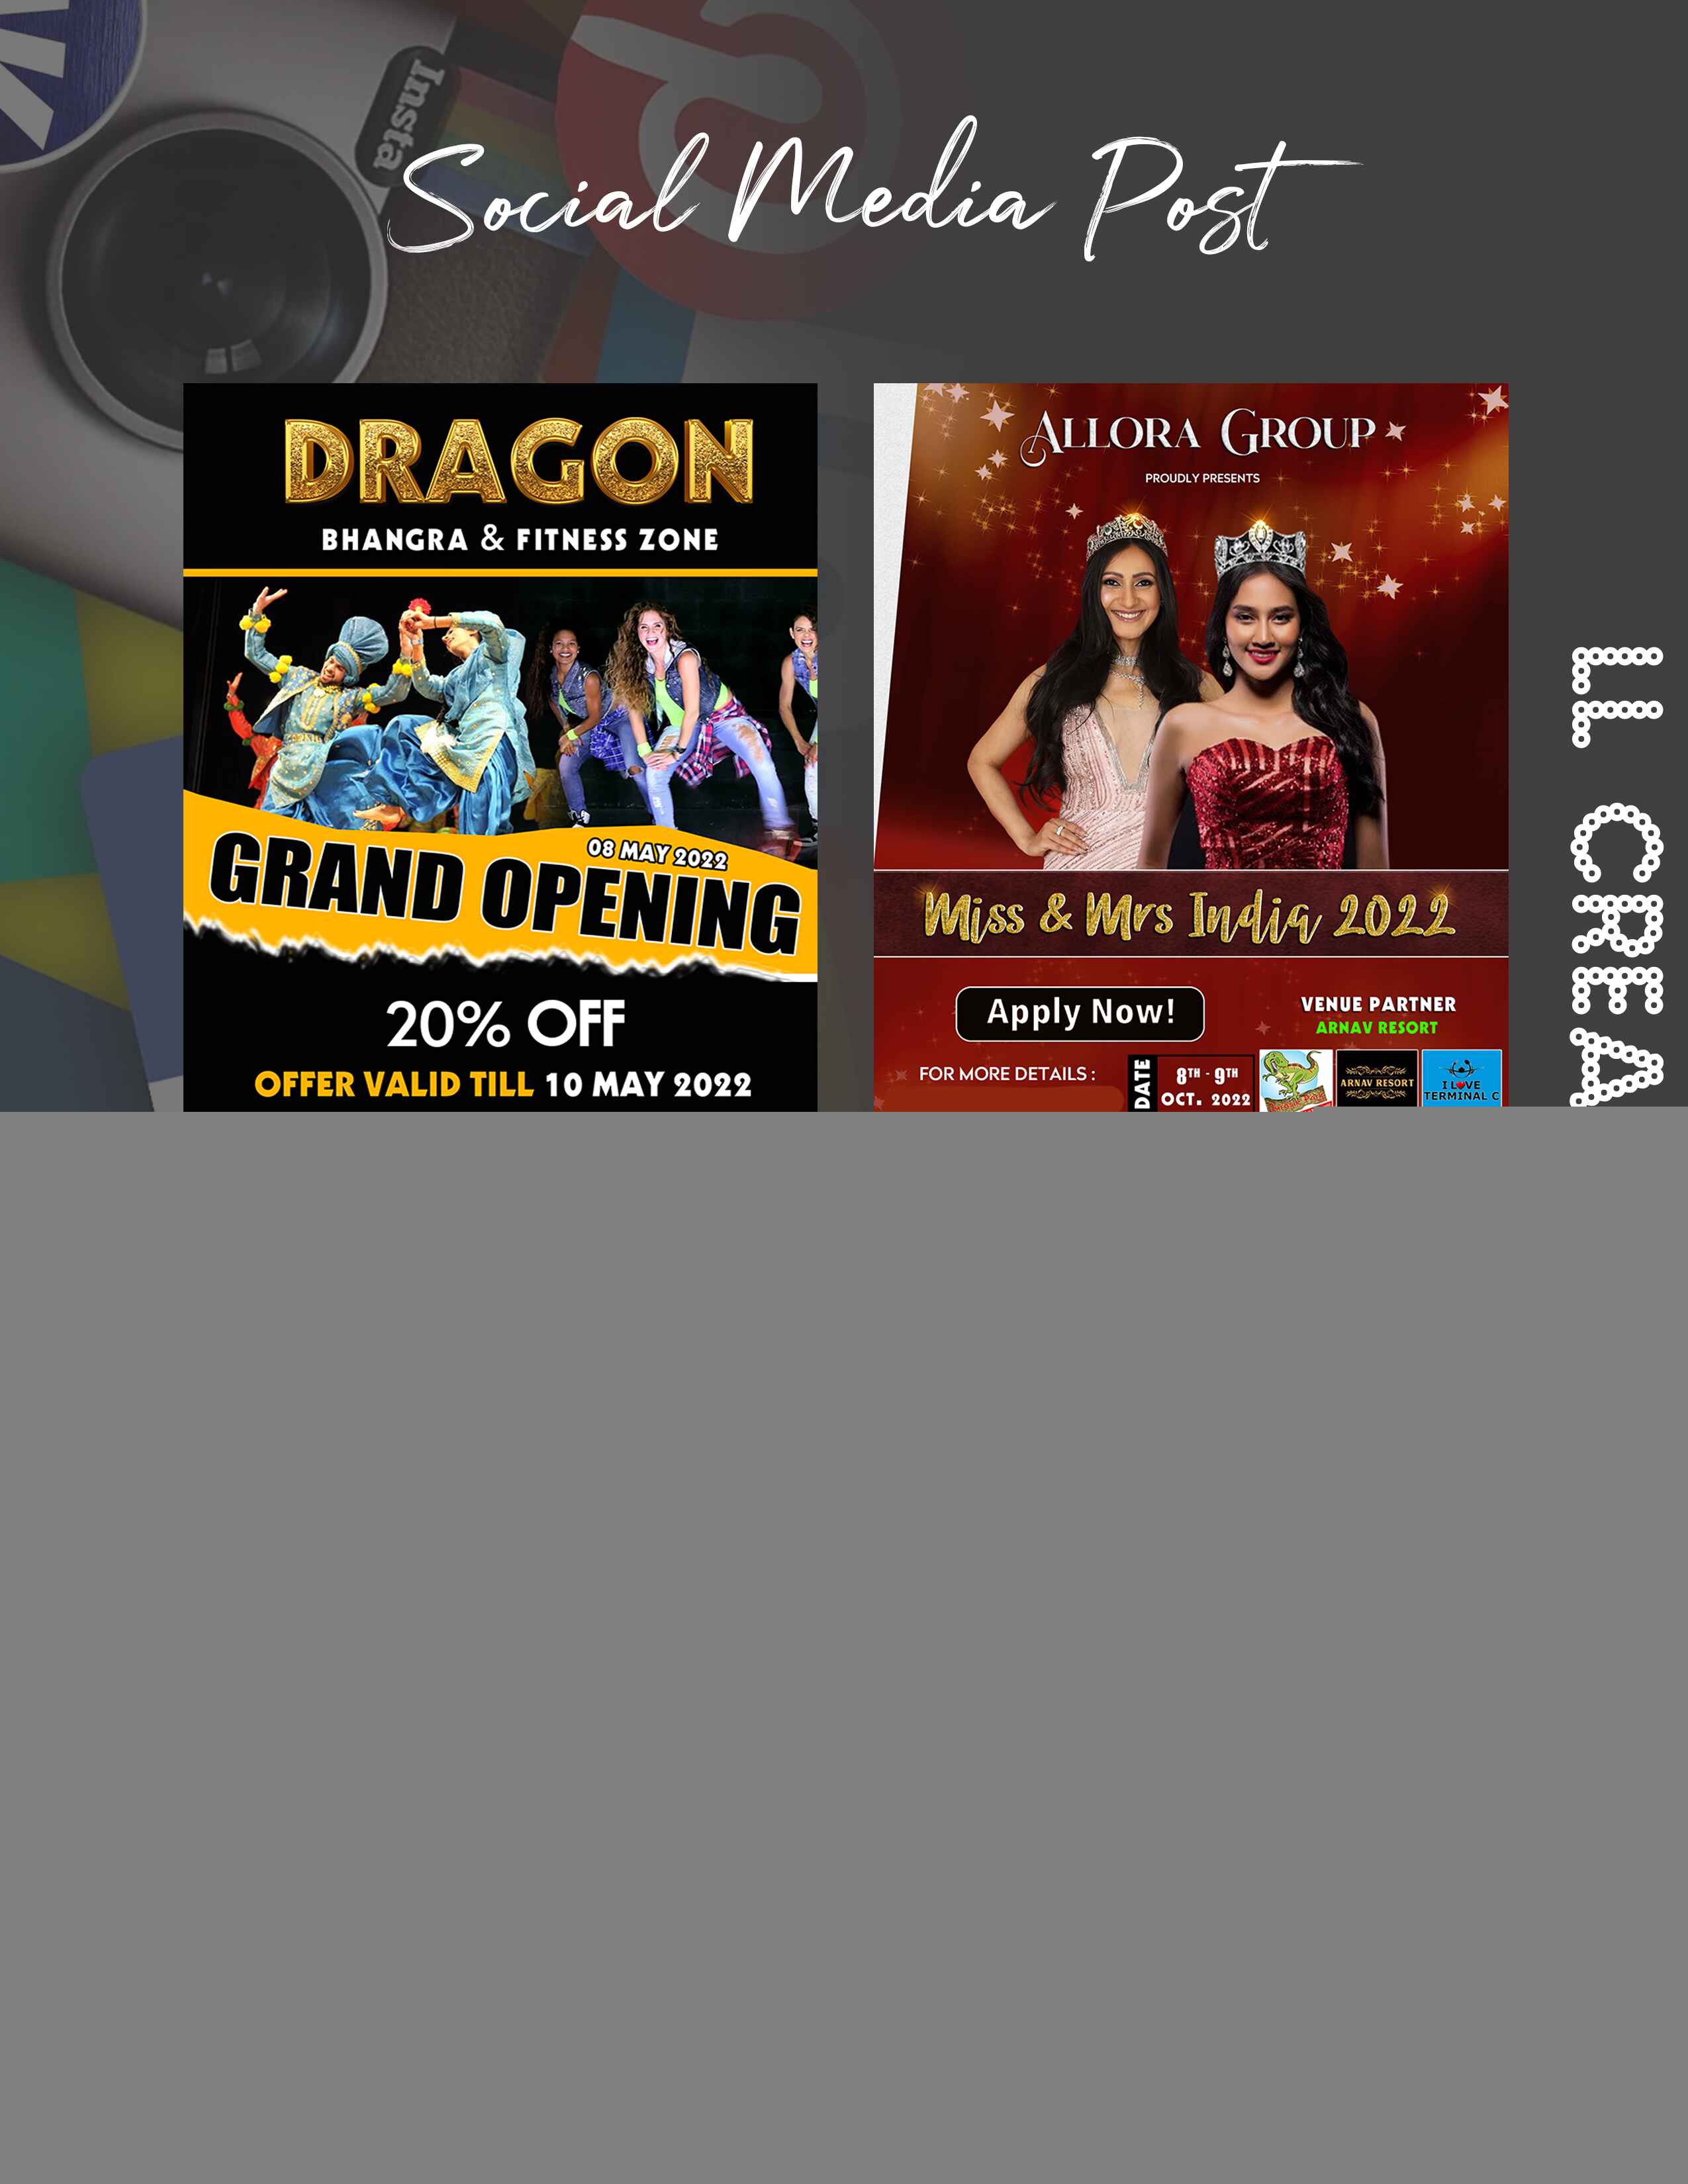 Insta
Social Media Post
DRAGON
BHANGRA & FITNESS ZONE
08 MAY 2022
GRAND OPENING
20% OFF
OFFER VALID TILL 10 MAY 2022
ALLORA GROUP
PROUDLY PRESENTS
Miss & Mrs India 2022
Apply Now!
VENUE PARTNER
ARNAV RESORT
FOR MORE DETAILS :
DATE
8TH - 9TH
OCT. 2022
ARNAV RESORT
I LOVE
TERMINAL C
LL CREA